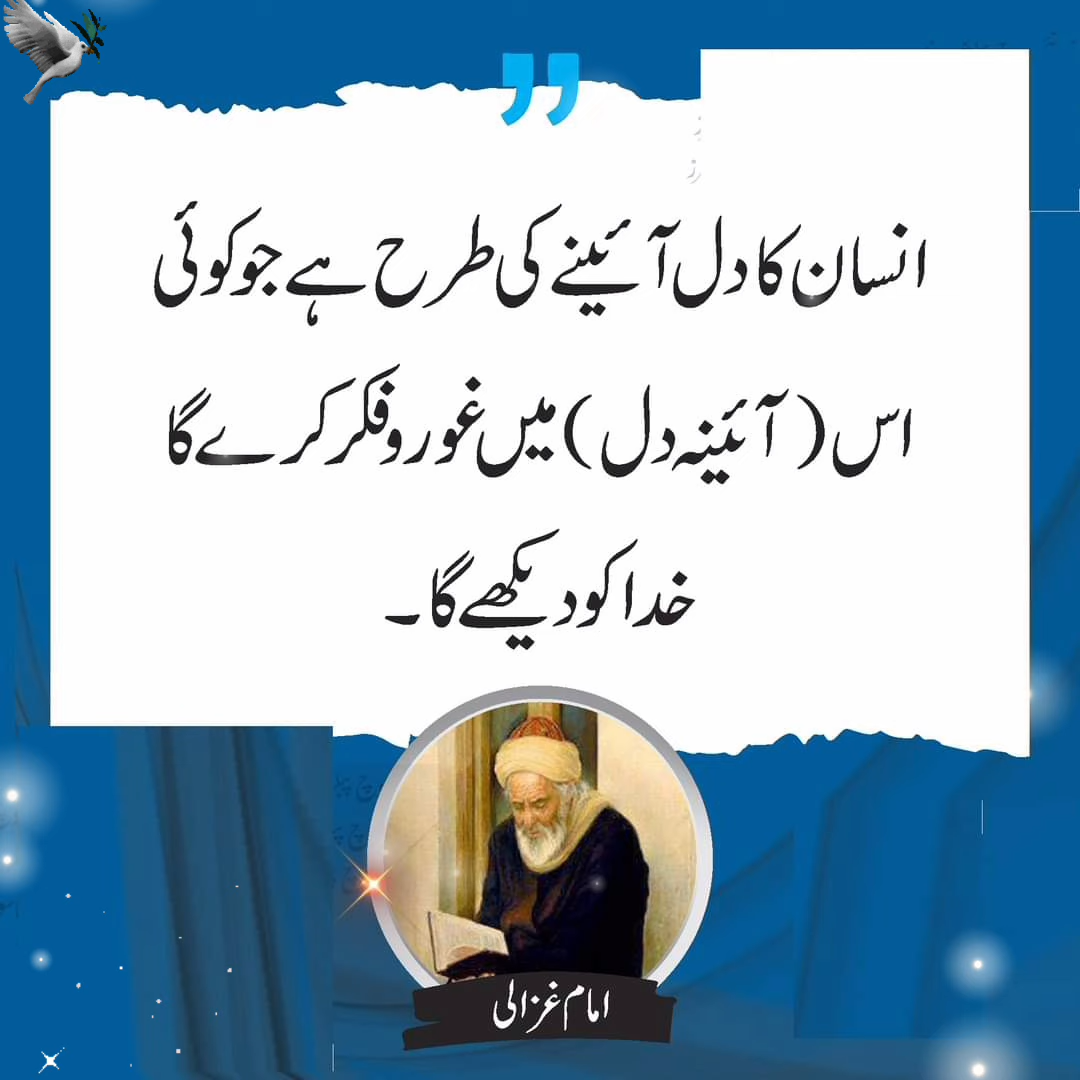 انسان کا دل آئینے کی طرح ہے جو کوئی
اس (آئینہ دل) میں غور و فکر کرے گا
خدا کو دیکھے گا۔
امام غزالی